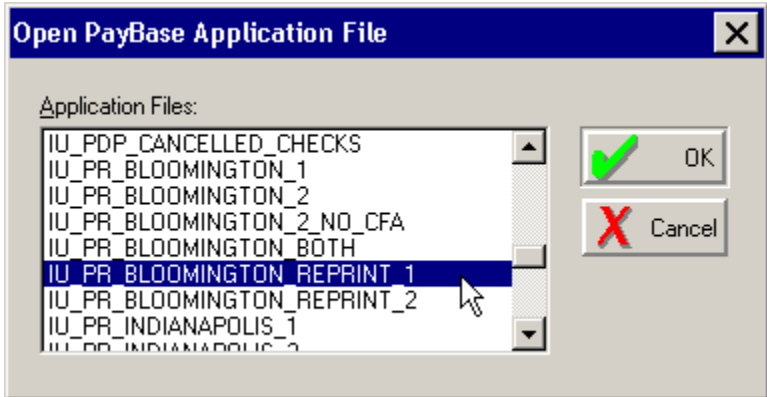 Open PayBase Application File
Application Files:
IU_PDP_CANCELLED_CHECKS
IU_PR_BLOOMINGTON_1
IU_PR_BLOOMINGTON_2
IU_PR_BLOOMINGTON_2_NO_CFA
IU_PR_BLOOMINGTON_BOTH
IU_PR_BLOOMINGTON_REPRINT_1
IU_PR_BLOOMINGTON_REPRINT_2
IU_PR_INDIANAPOLIS_1
OK
Cancel